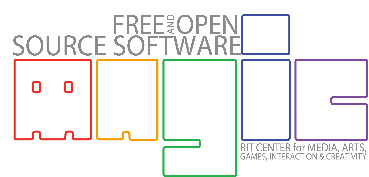 FREE AND OPEN
SOURCE SOFTWARE
magic
RIT CENTER for MEDIA, ARTS,
GAMES, INTERACTION & CREATIVITY